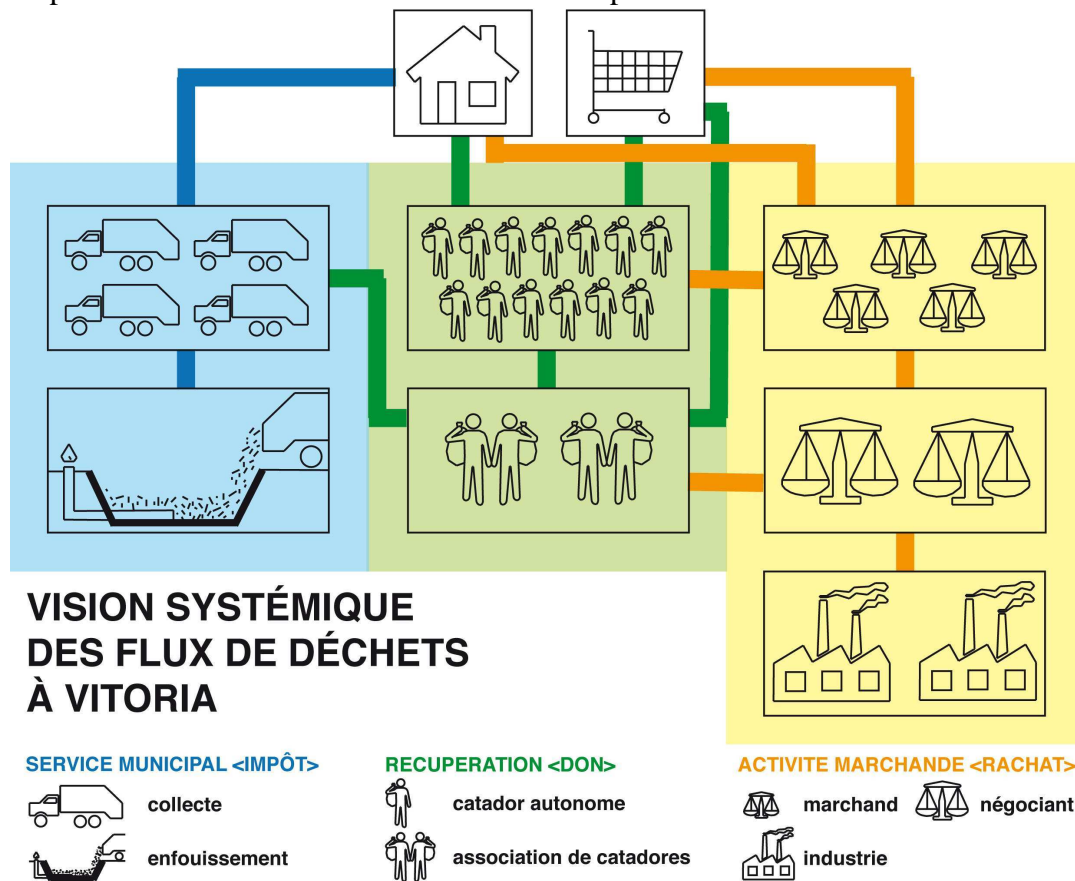 VISION SYSTÉMIQUE
DES FLUX DE DÉCHETS
À VITORIA
SERVICE MUNICIPAL <IMPÔT>
collecte
enfouissement
RECUPERATION <DON>
catador autonome
association de catadores
ACTIVITE MARCHANDE <RACHAT>
marchand
négociant
industrie